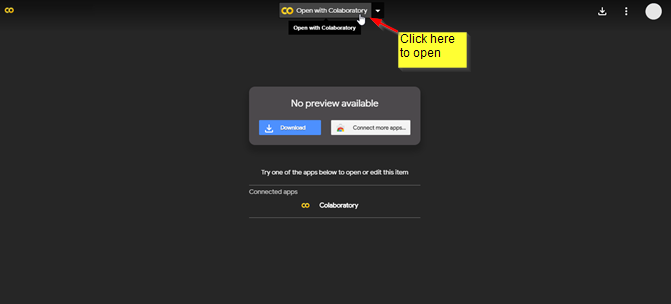 Open with Colaboratory
Open with Colaboratory
Click here
to open
No preview available
Download
Connect more apps...
Try one of the apps below to open or edit this item
Connected apps
Colaboratory